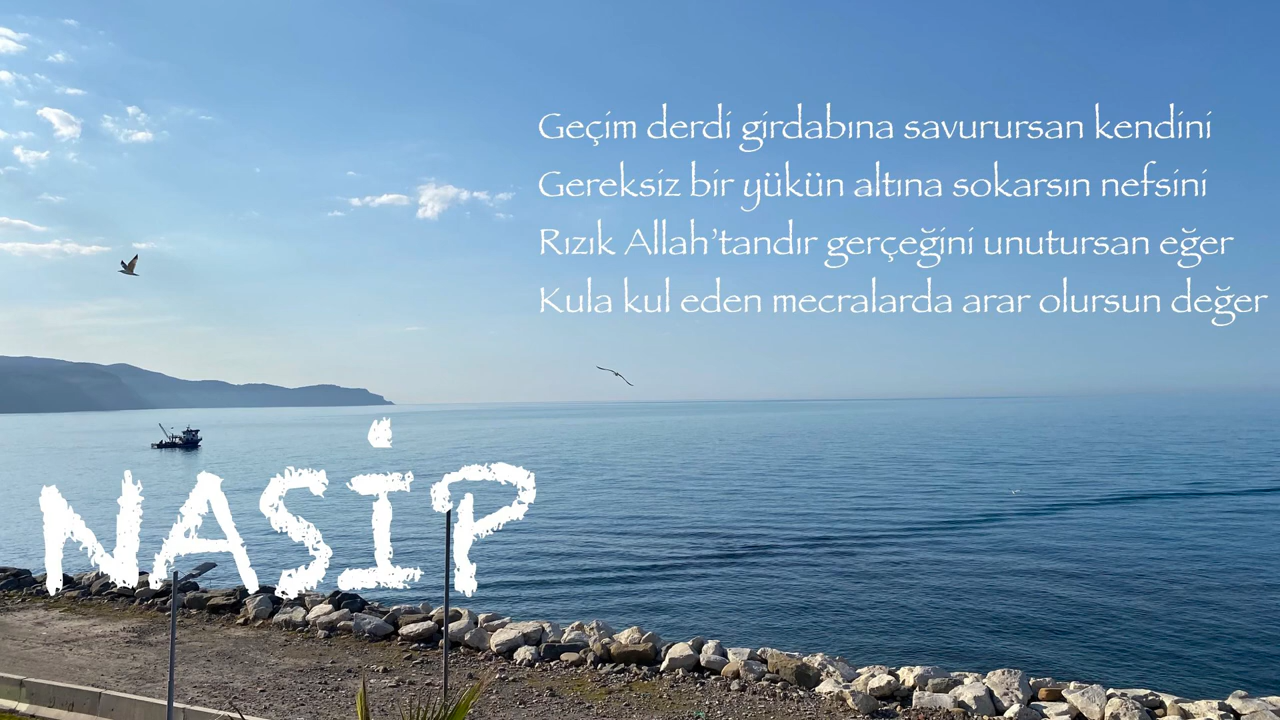 Geçim derdi girdabına savurursan kendini
Gereksiz bir yükün altına sokarsın nefsini
Rızık Allah'tandır gerçeğini unutursan eğer
Kula kul eden mecralarda arar olursun değer
NASİP